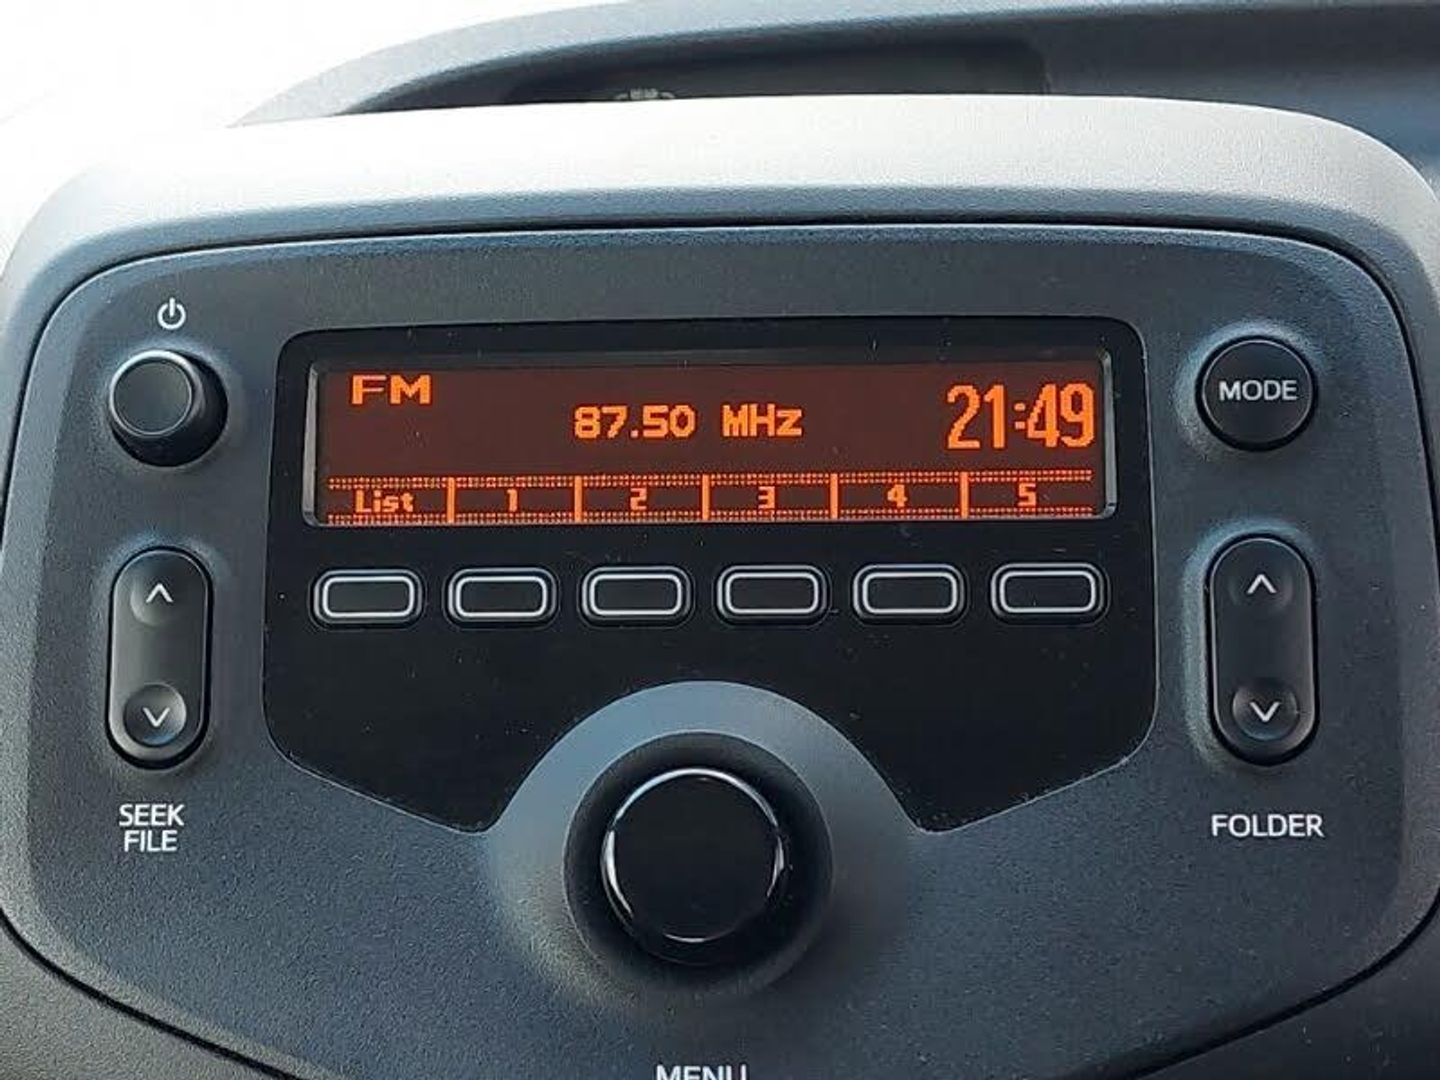 FM
87.50 MHz
21:49
List 1 2 3 4 5
MODE
SEEK
FILE
FOLDER
MENU